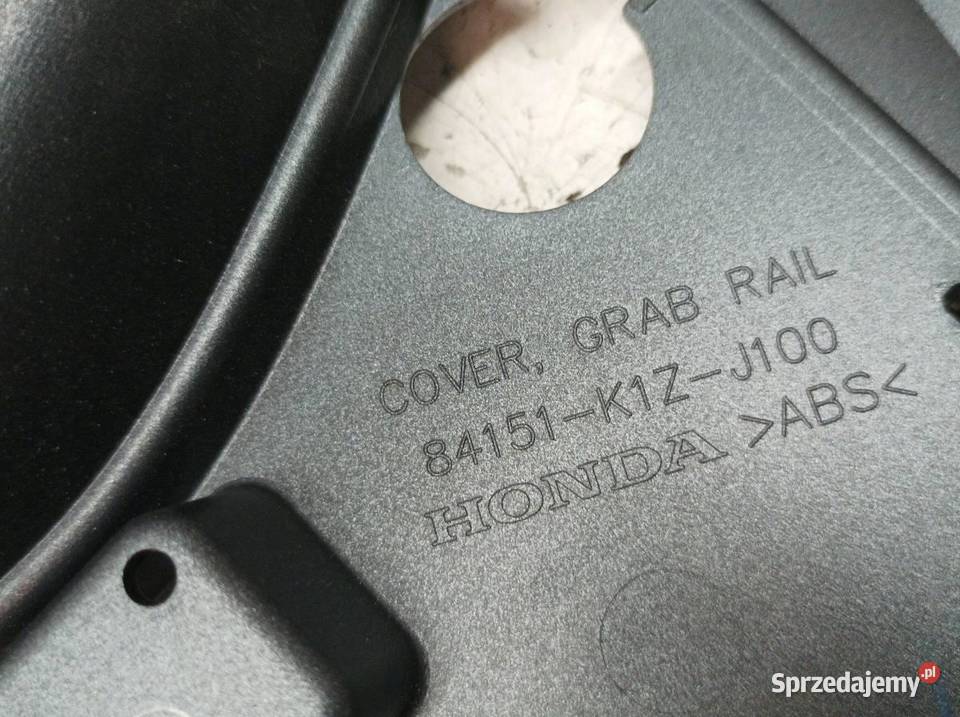 COVER, GRAB RAIL
84151-K1Z-J100
HONDA >ABS<
Sprzedajemy.pl